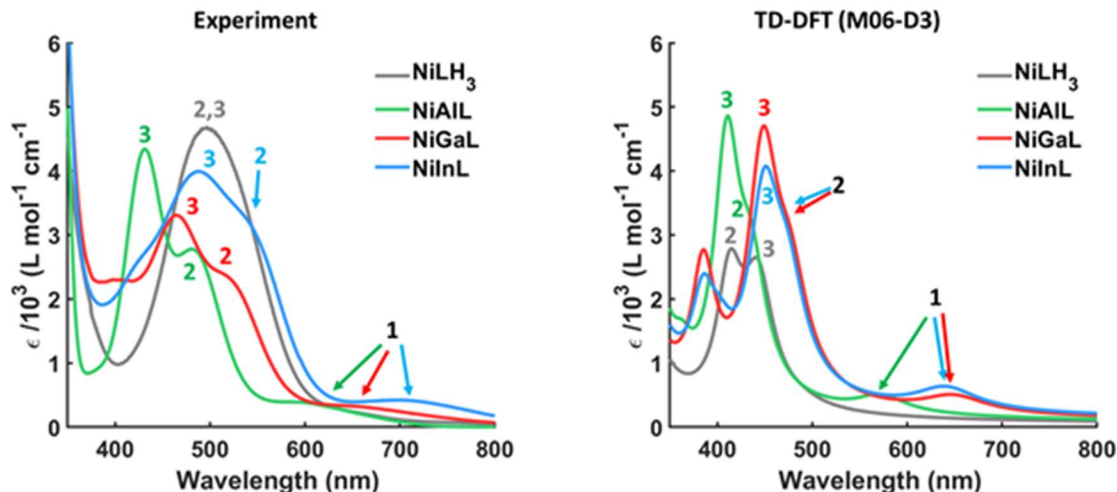 Experiment
6
5
4
3
2
1
0
400
500
600
700
800
ϵ /10³ (L mol⁻¹ cm⁻¹)
Wavelength (nm)
NiLH₃
NiAlL
NiGaL
NiInL
2,3
3
3
2
3
2
2
1
TD-DFT (M06-D3)
6
5
4
3
2
1
0
400
500
600
700
800
ϵ /10³ (L mol⁻¹ cm⁻¹)
Wavelength (nm)
NiLH₃
NiAlL
NiGaL
NiInL
3
3
2
3
2
2
3
1